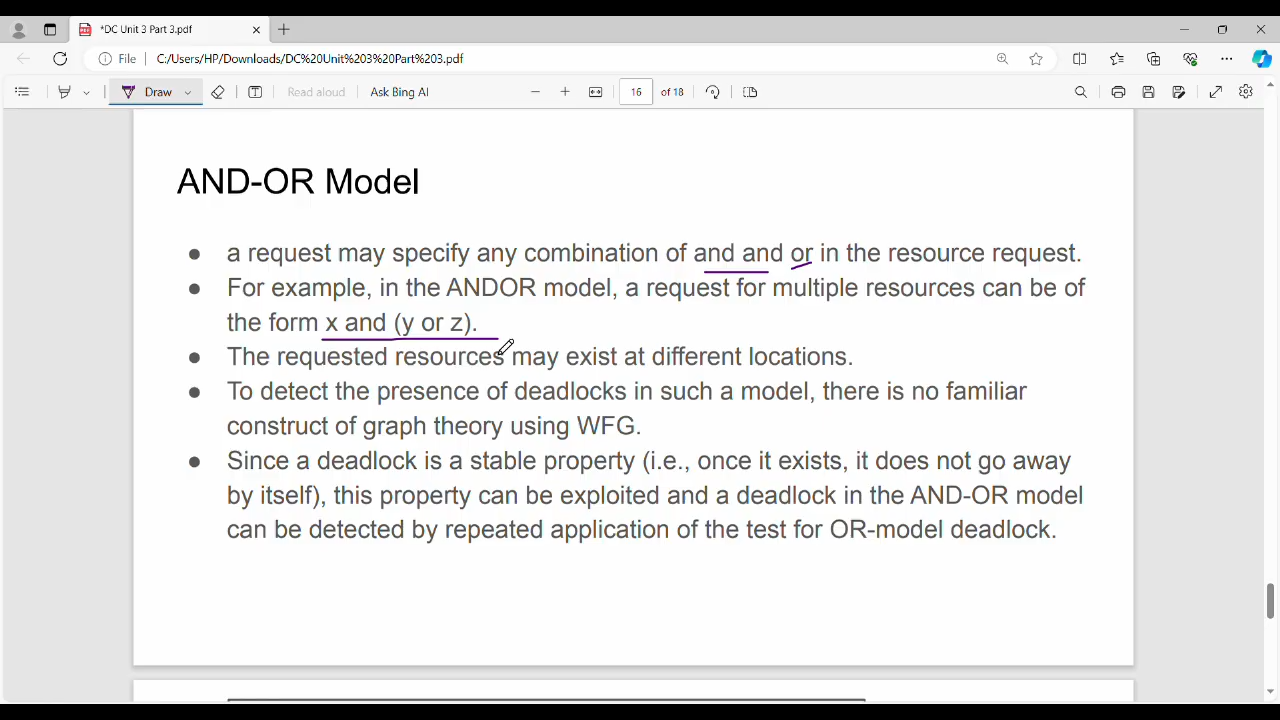 *DC Unit 3 Part 3.pdf
File C:/Users/HP/Downloads/DC%20Unit%203%20Part%203.pdf
Draw Read aloud Ask Bing AI 16 of 18
AND-OR Model
● a request may specify any combination of and and or in the resource request.
● For example, in the ANDOR model, a request for multiple resources can be of
the form x and (y or z).
● The requested resources may exist at different locations.
● To detect the presence of deadlocks in such a model, there is no familiar
construct of graph theory using WFG.
● Since a deadlock is a stable property (i.e., once it exists, it does not go away
by itself), this property can be exploited and a deadlock in the AND-OR model
can be detected by repeated application of the test for OR-model deadlock.